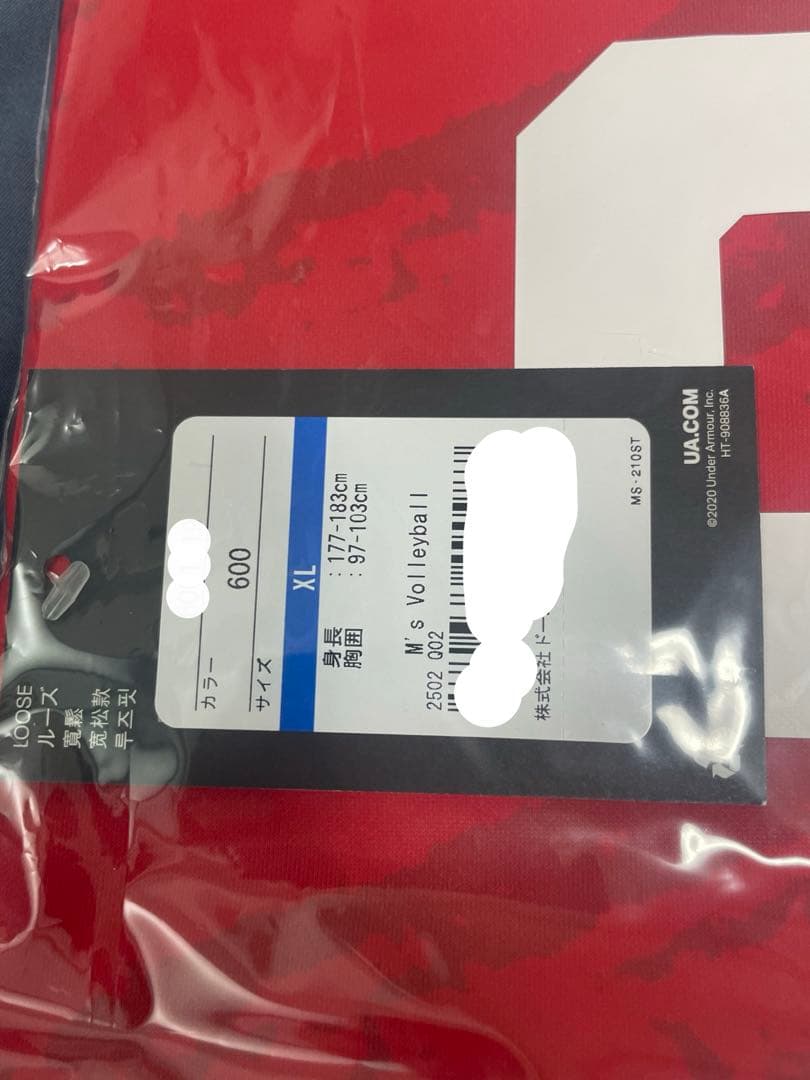 LOOSE
ルーズ
寬鬆
宽松款
루즈핏
カラー
600
サイズ
XL
身長 : 177-183cm
胸囲 : 97-103cm
M's Volleyball
2502 Q02
株式会社ドー
MS-210ST
UA.COM
©2020 Under Armour, Inc.
HT-908836A